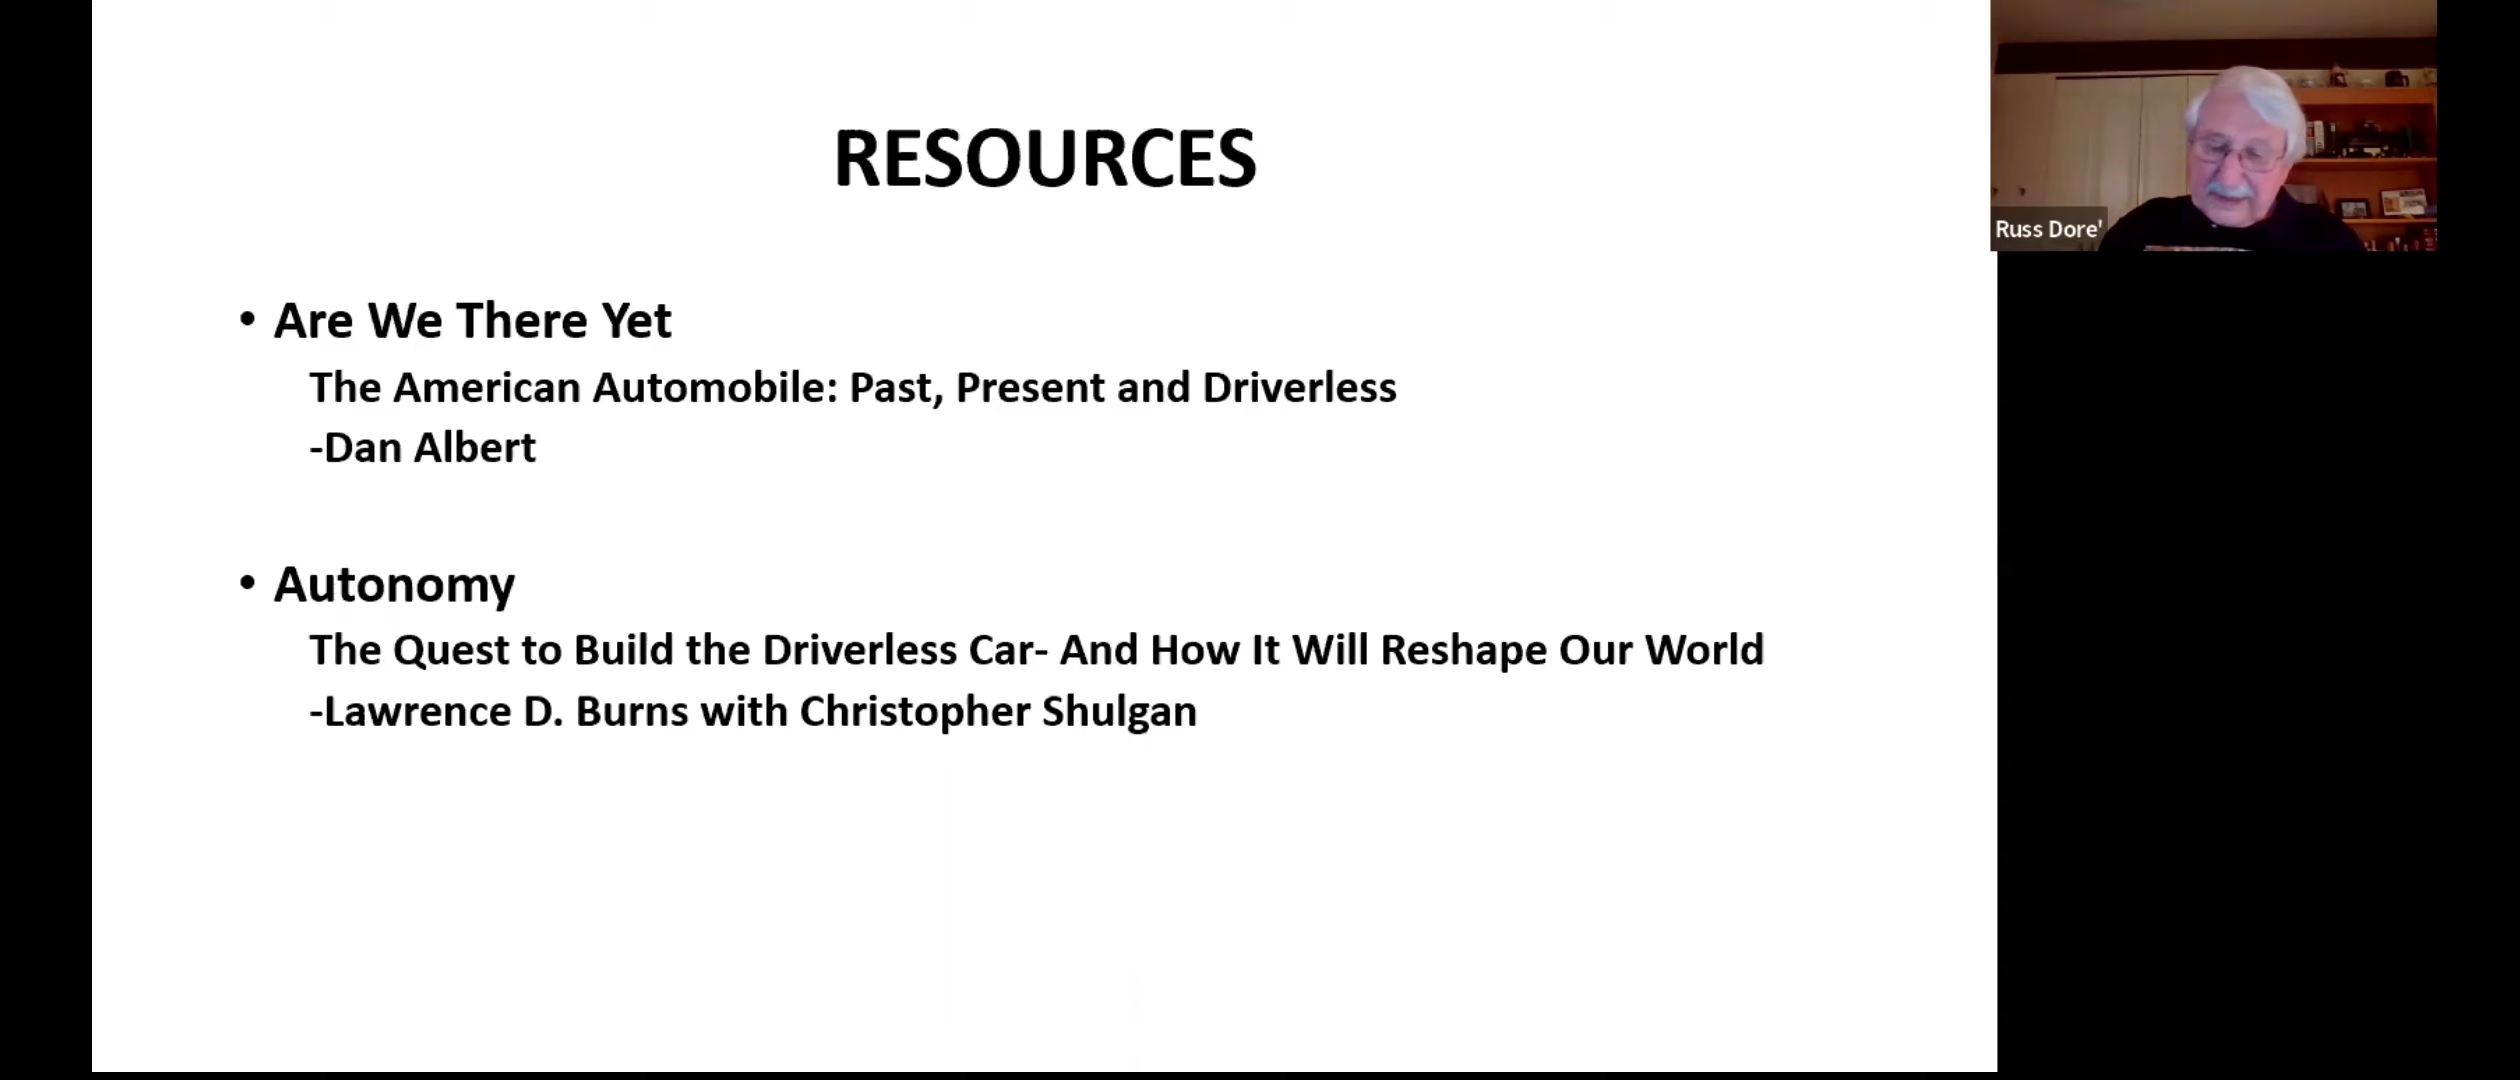 RESOURCES
• Are We There Yet
The American Automobile: Past, Present and Driverless
-Dan Albert
• Autonomy
The Quest to Build the Driverless Car- And How It Will Reshape Our World
-Lawrence D. Burns with Christopher Shulgan
Russ Dore'